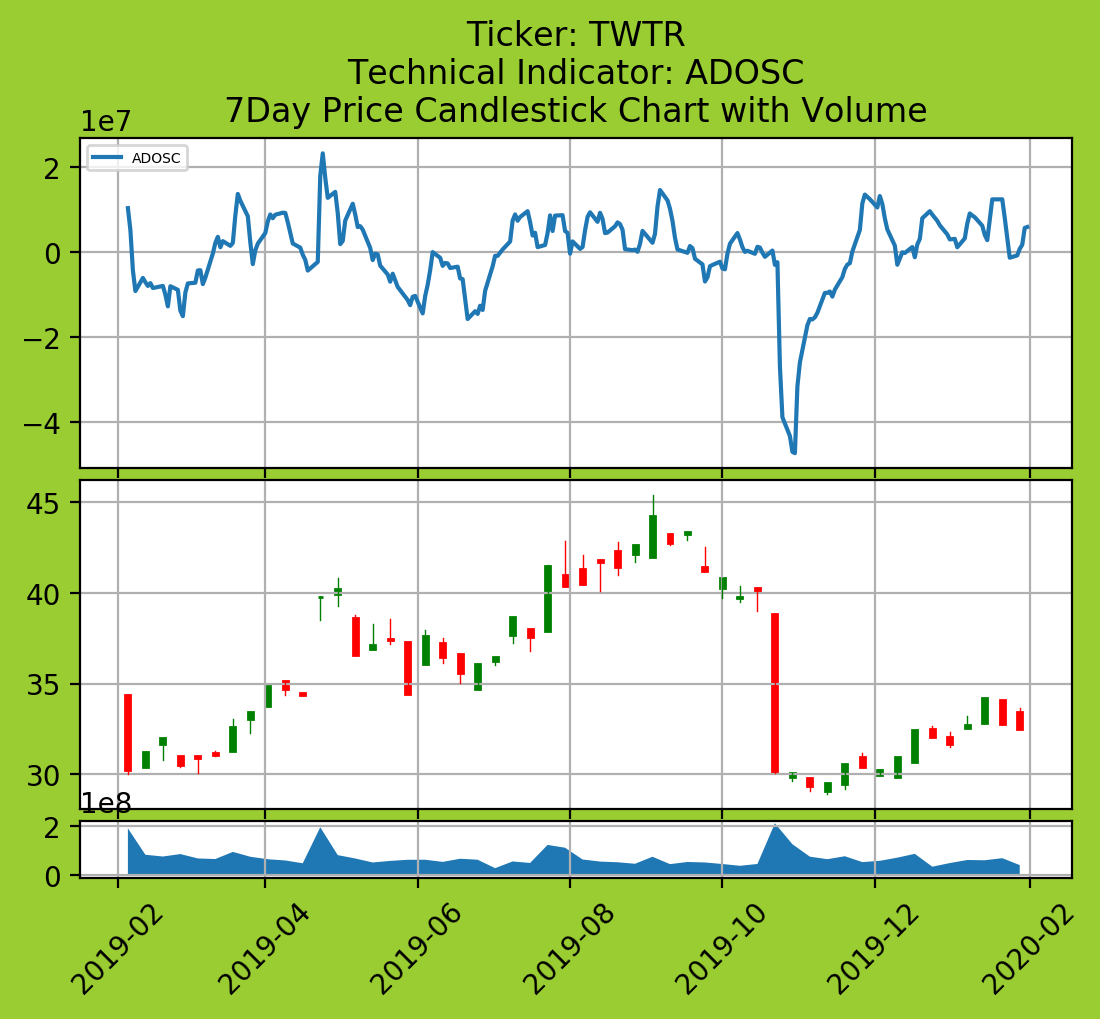 Ticker: TWTR
Technical Indicator: ADOSC
7Day Price Candlestick Chart with Volume
1e7
ADOSC
2
0
−2
−4
45
40
35
30
1e8
2
0
2019-02
2019-04
2019-06
2019-08
2019-10
2019-12
2020-02